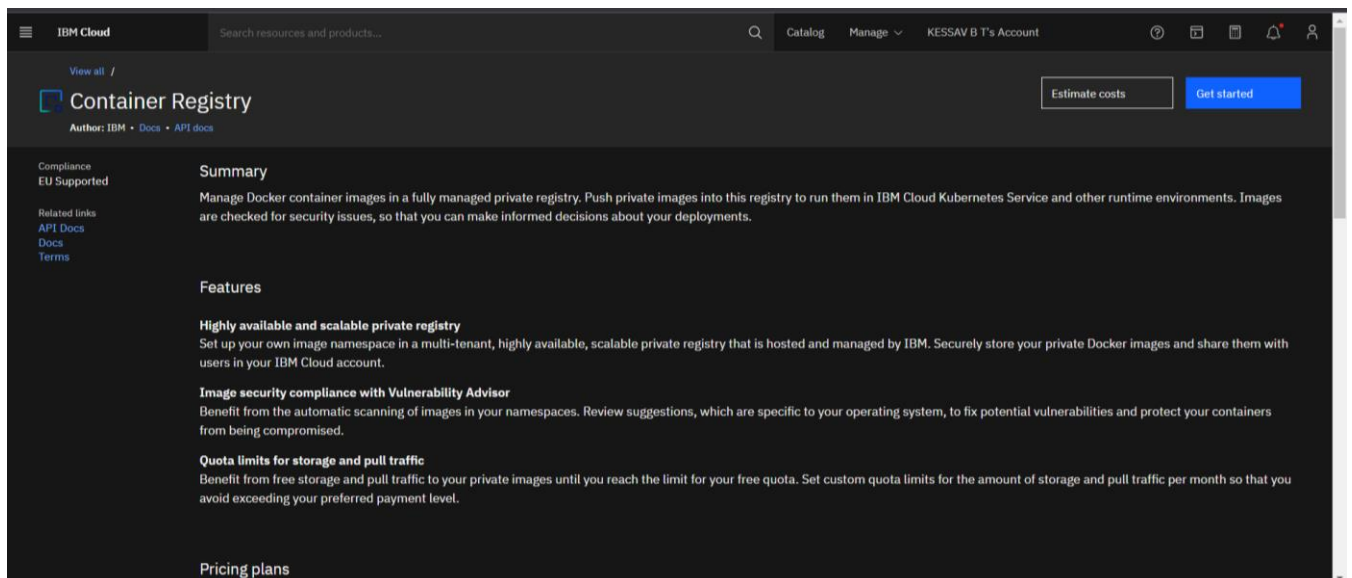 IBM Cloud
Search resources and products...
Catalog
Manage
KESSAV B T's Account
View all /
Container Registry
Author: IBM • Docs • API docs
Estimate costs
Get started
Compliance
EU Supported
Related links
API Docs
Docs
Terms
Summary
Manage Docker container images in a fully managed private registry. Push private images into this registry to run them in IBM Cloud Kubernetes Service and other runtime environments. Images
are checked for security issues, so that you can make informed decisions about your deployments.
Features
Highly available and scalable private registry
Set up your own image namespace in a multi-tenant, highly available, scalable private registry that is hosted and managed by IBM. Securely store your private Docker images and share them with
users in your IBM Cloud account.
Image security compliance with Vulnerability Advisor
Benefit from the automatic scanning of images in your namespaces. Review suggestions, which are specific to your operating system, to fix potential vulnerabilities and protect your containers
from being compromised.
Quota limits for storage and pull traffic
Benefit from free storage and pull traffic to your private images until you reach the limit for your free quota. Set custom quota limits for the amount of storage and pull traffic per month so that you
avoid exceeding your preferred payment level.
Pricing plans